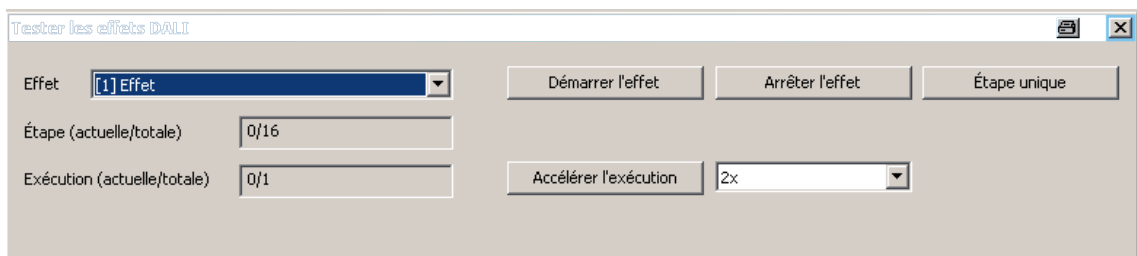 Tester les effets DALI
Effet [1] Effet Démarrer l'effet Arrêter l'effet Étape unique
Étape (actuelle/totale) 0/16
Exécution (actuelle/totale) 0/1 Accélérer l'exécution 2x